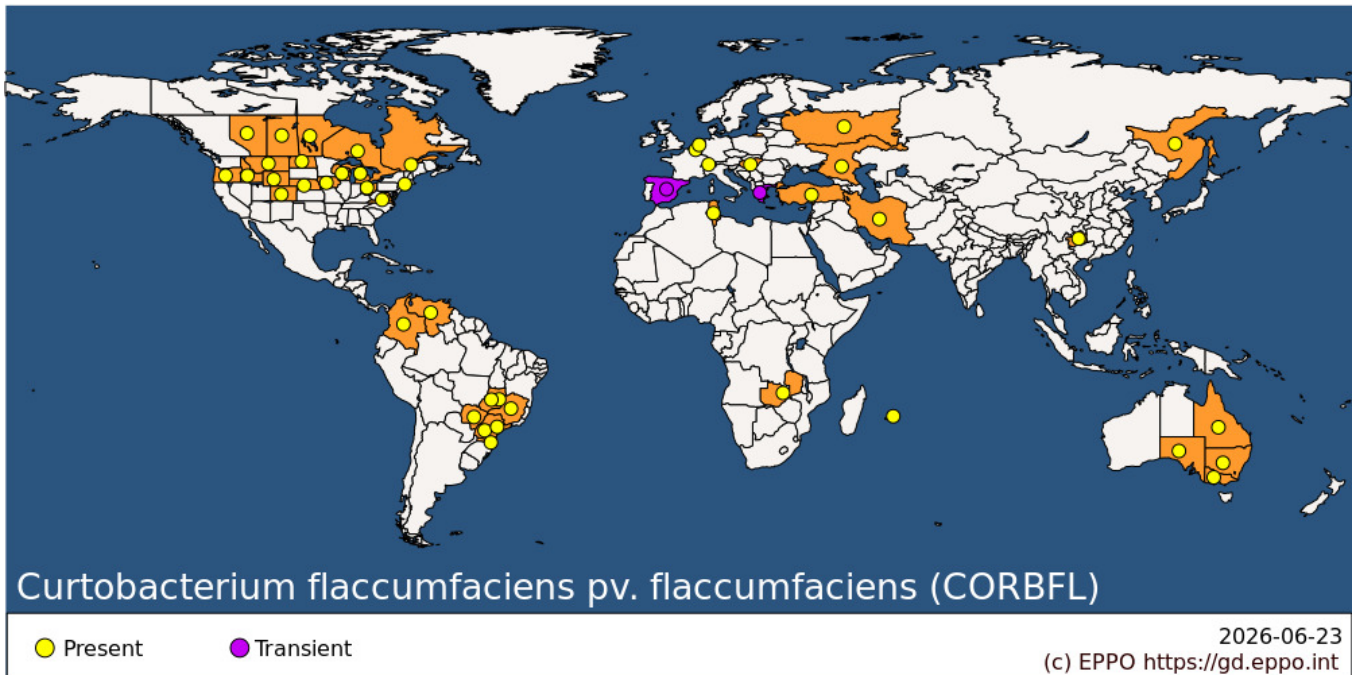 Curtobacterium flaccumfaciens pv. flaccumfaciens (CORBFL)
Present
Transient
2026-06-23
(c) EPPO https://gd.eppo.int